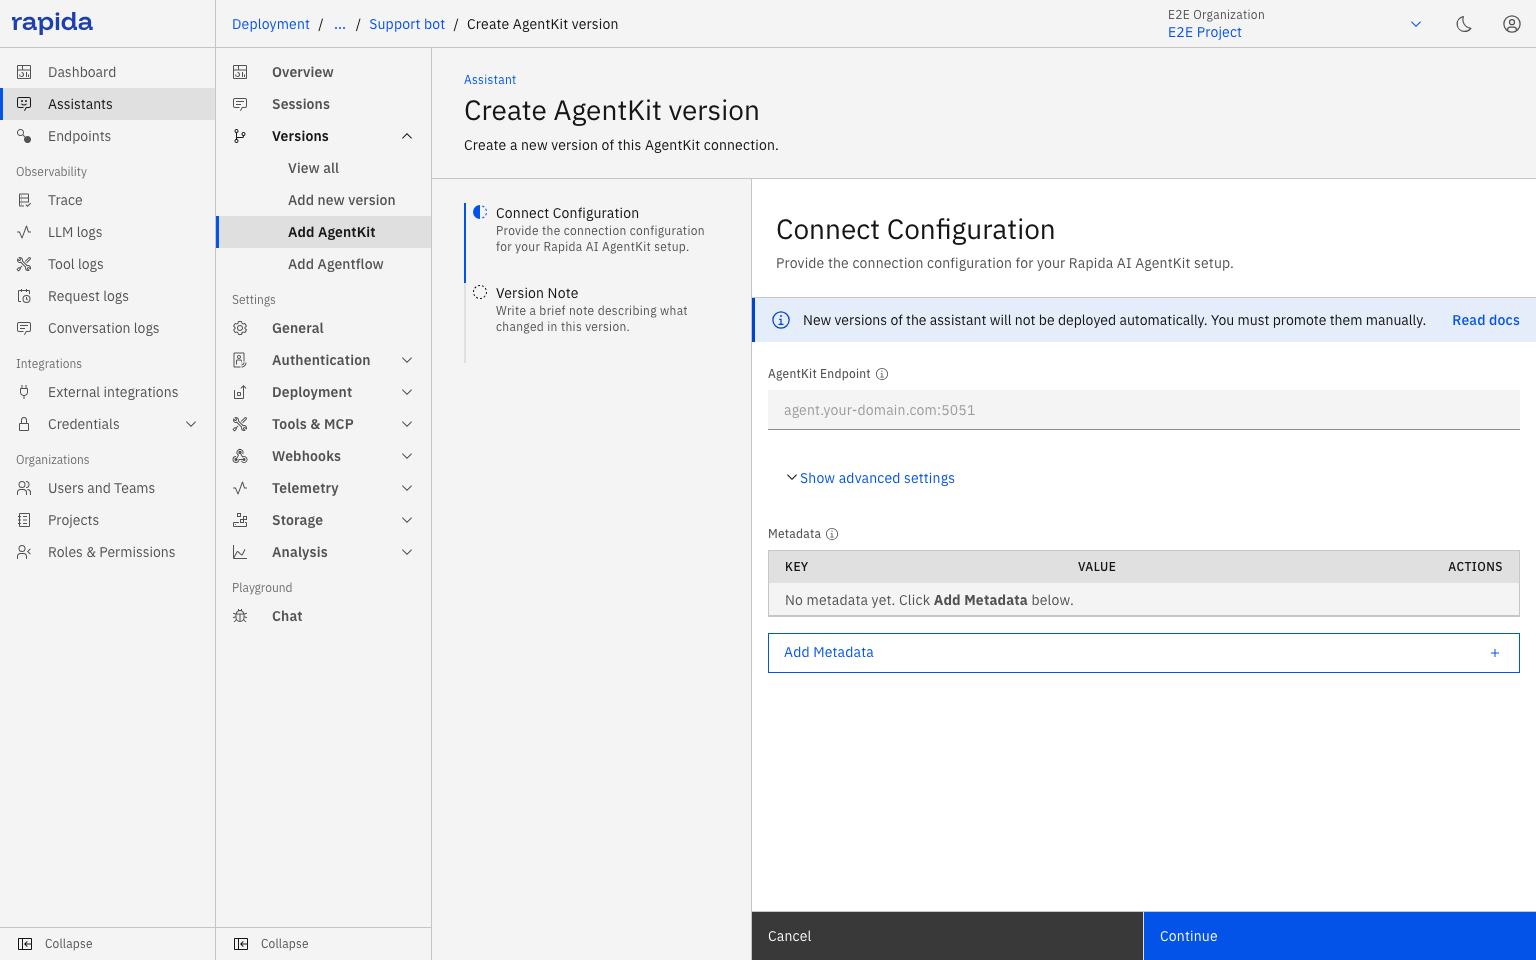 rapida
Deployment / ... / Support bot / Create AgentKit version
E2E Organization
E2E Project
Dashboard
Assistants
Endpoints
Observability
Trace
LLM logs
Tool logs
Request logs
Conversation logs
Integrations
External integrations
Credentials
Organizations
Users and Teams
Projects
Roles & Permissions
Collapse
Overview
Sessions
Versions
View all
Add new version
Add AgentKit
Add Agentflow
Settings
General
Authentication
Deployment
Tools & MCP
Webhooks
Telemetry
Storage
Analysis
Playground
Chat
Collapse
Assistant
Create AgentKit version
Create a new version of this AgentKit connection.
Connect Configuration
Provide the connection configuration
for your Rapida AI AgentKit setup.
Version Note
Write a brief note describing what
changed in this version.
Connect Configuration
Provide the connection configuration for your Rapida AI AgentKit setup.
New versions of the assistant will not be deployed automatically. You must promote them manually. Read docs
AgentKit Endpoint
agent.your-domain.com:5051
Show advanced settings
Metadata
KEY VALUE ACTIONS
No metadata yet. Click Add Metadata below.
Add Metadata +
Cancel
Continue